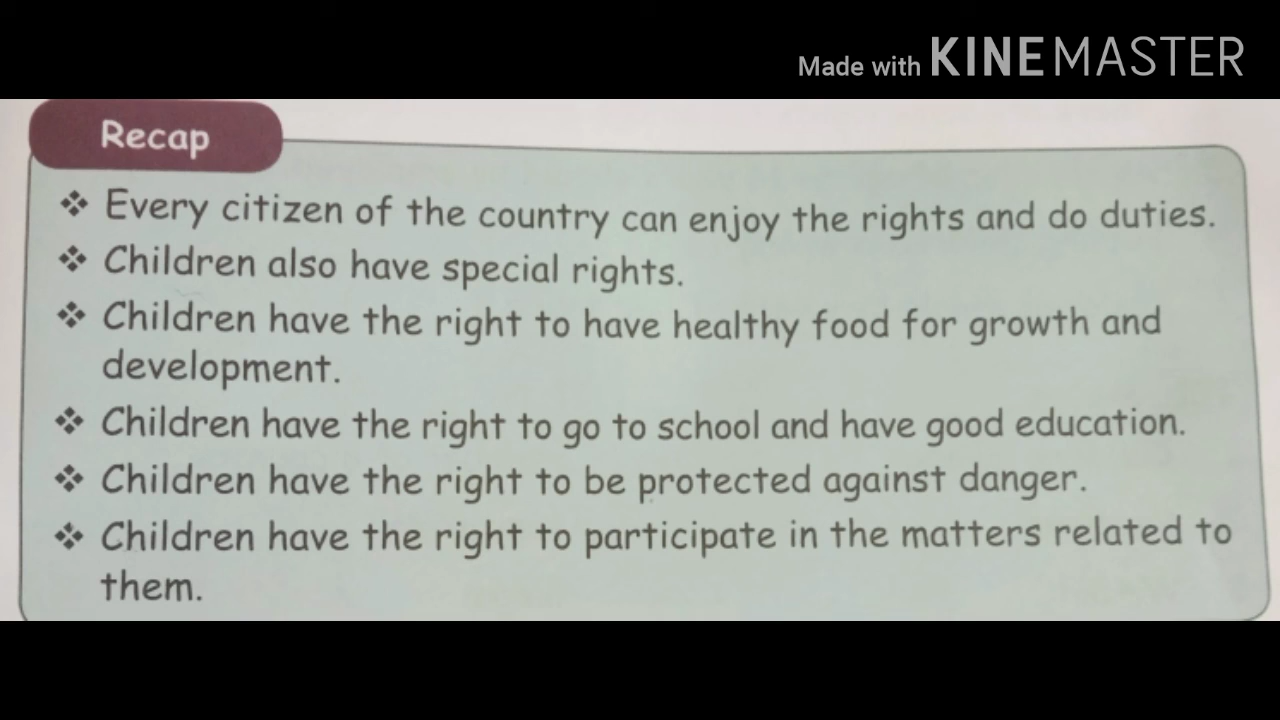 Made with KINEMASTER
Recap
❖ Every citizen of the country can enjoy the rights and do duties.
❖ Children also have special rights.
❖ Children have the right to have healthy food for growth and
development.
❖ Children have the right to go to school and have good education.
❖ Children have the right to be protected against danger.
❖ Children have the right to participate in the matters related to
them.